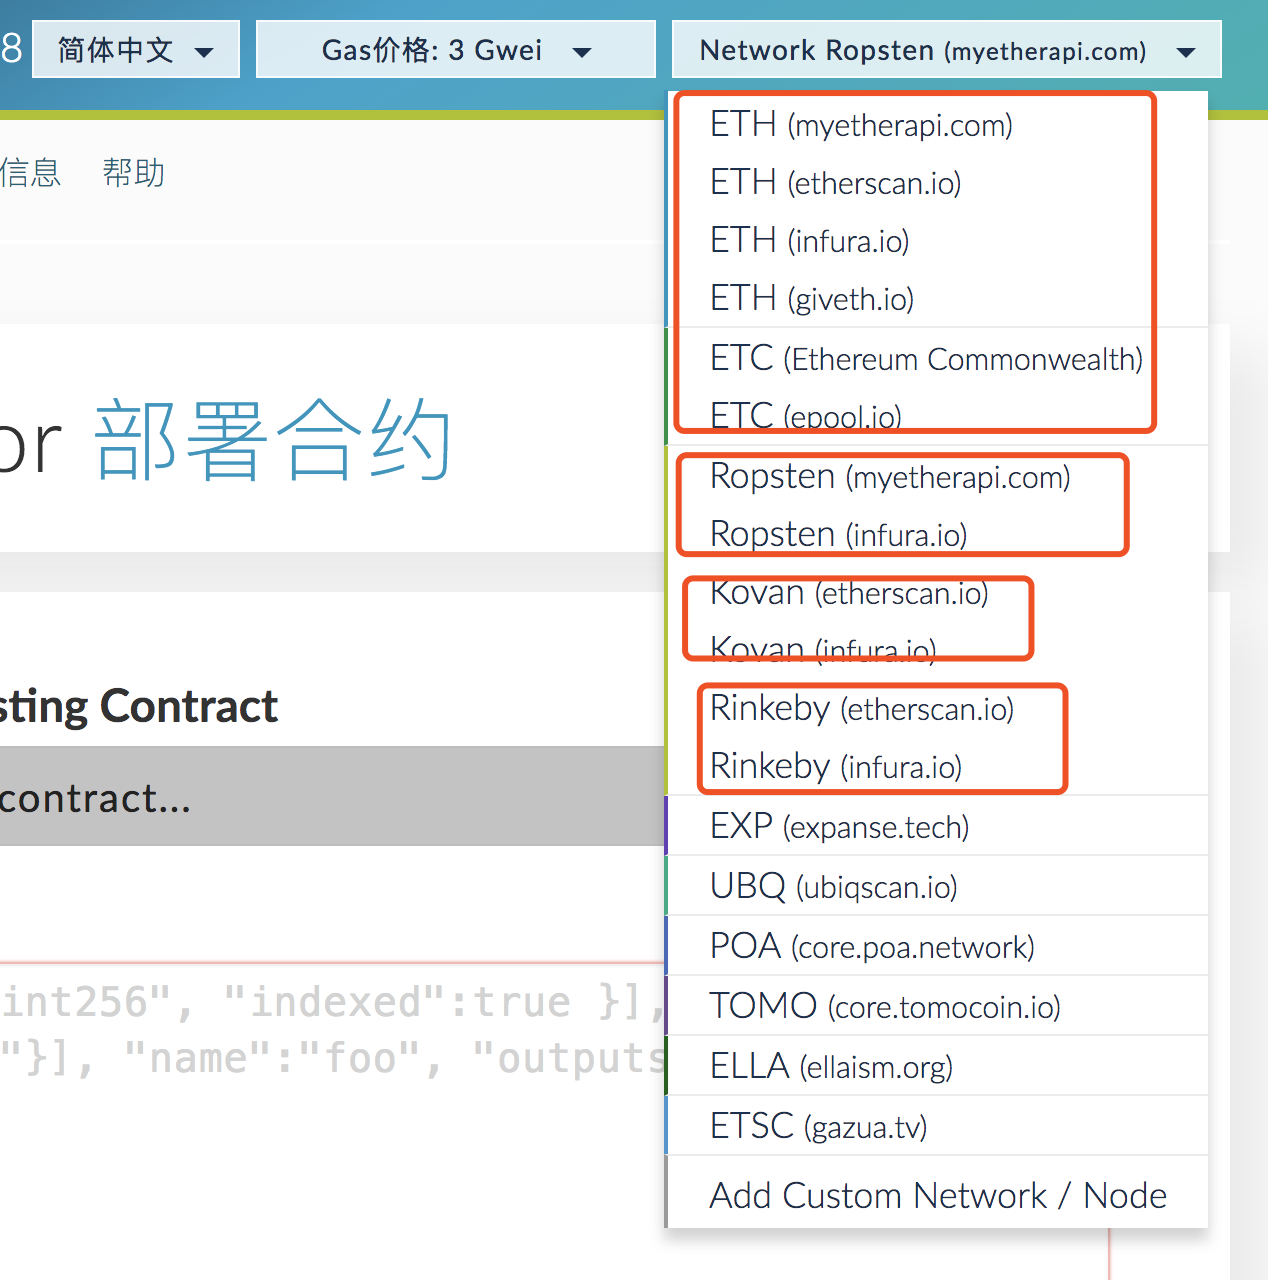 8 简体中文 Gas价格: 3 Gwei Network Ropsten (myetherapi.com)
信息 帮助
or 部署合约
sting Contract
contract...
int256", "indexed":true }],
"}], "name":"foo", "outputs
ETH (myetherapi.com)
ETH (etherscan.io)
ETH (infura.io)
ETH (giveth.io)
ETC (Ethereum Commonwealth)
ETC (epool.io)
Ropsten (myetherapi.com)
Ropsten (infura.io)
Kovan (etherscan.io)
Kovan (infura.io)
Rinkeby (etherscan.io)
Rinkeby (infura.io)
EXP (expanse.tech)
UBQ (ubiqscan.io)
POA (core.poa.network)
TOMO (core.tomocoin.io)
ELLA (ellaism.org)
ETSC (gazua.tv)
Add Custom Network / Node